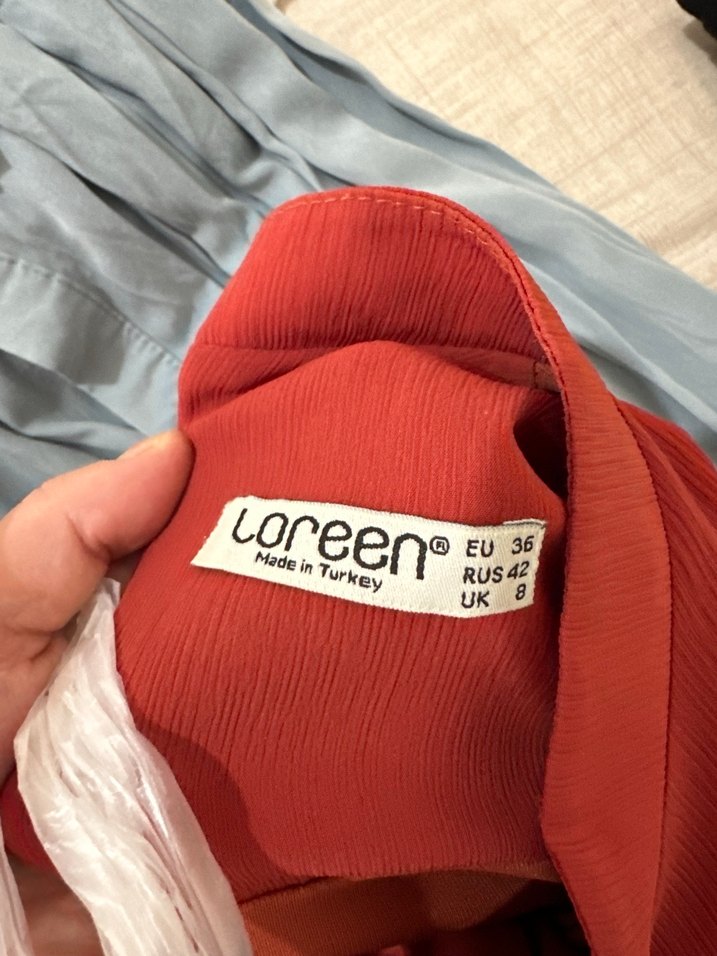 Loreen®
Made in Turkey
EU 36
RUS 42
UK 8